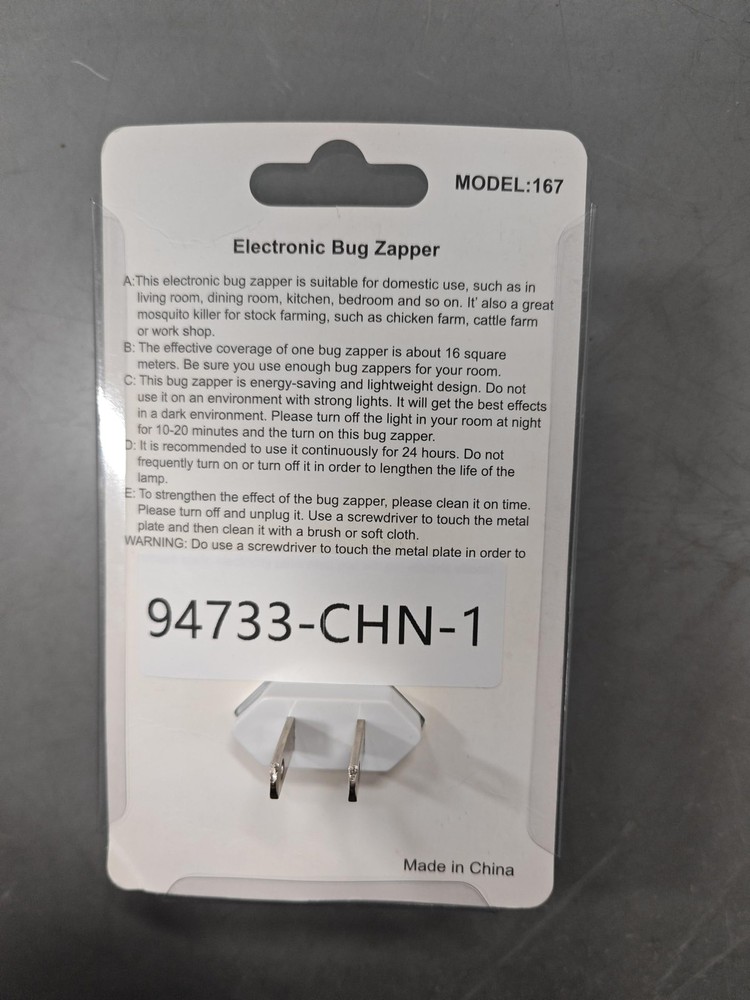 MODEL:167
Electronic Bug Zapper
A:This electronic bug zapper is suitable for domestic use, such as in
living room, dining room, kitchen, bedroom and so on. It' also a great
mosquito killer for stock farming, such as chicken farm, cattle farm
or work shop.
B: The effective coverage of one bug zapper is about 16 square
meters. Be sure you use enough bug zappers for your room.
C: This bug zapper is energy-saving and lightweight design. Do not
use it on an environment with strong lights. It will get the best effects
in a dark environment. Please turn off the light in your room at night
for 10-20 minutes and the turn on this bug zapper.
D: It is recommended to use it continuously for 24 hours. Do not
frequently turn on or turn off it in order to lengthen the life of the
lamp.
E: To strengthen the effect of the bug zapper, please clean it on time.
Please turn off and unplug it. Use a screwdriver to touch the metal
plate and then clean it with a brush or soft cloth.
WARNING: Do use a screwdriver to touch the metal plate in order to
94733-CHN-1
Made in China